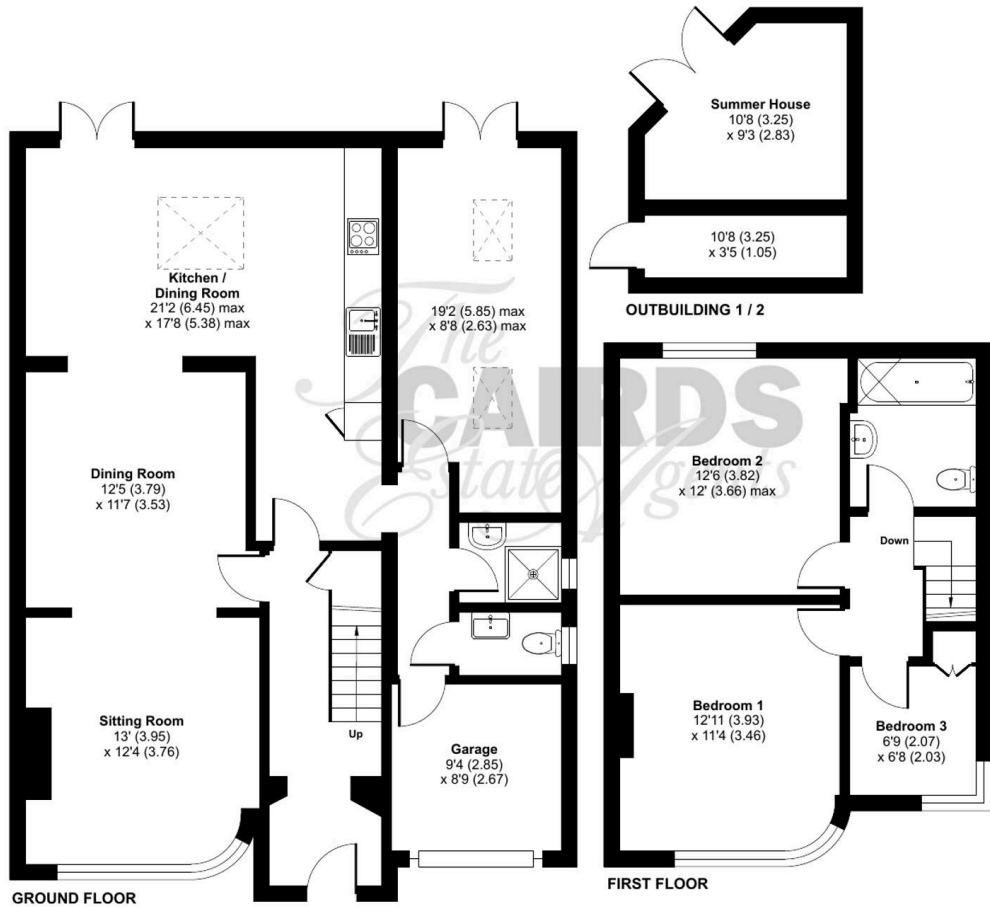 Summer House
10'8 (3.25)
x 9'3 (2.83)
10'8 (3.25)
x 3'5 (1.05)
OUTBUILDING 1 / 2
Kitchen /
Dining Room
21'2 (6.45) max
x 17'8 (5.38) max
19'2 (5.85) max
x 8'8 (2.63) max
The
CAIRDS
Estate Agents
Dining Room
12'5 (3.79)
x 11'7 (3.53)
Sitting Room
13' (3.95)
x 12'4 (3.76)
Up
Garage
9'4 (2.85)
x 8'9 (2.67)
GROUND FLOOR
Bedroom 2
12'6 (3.82)
x 12' (3.66) max
Down
Bedroom 1
12'11 (3.93)
x 11'4 (3.46)
Bedroom 3
6'9 (2.07)
x 6'8 (2.03)
FIRST FLOOR